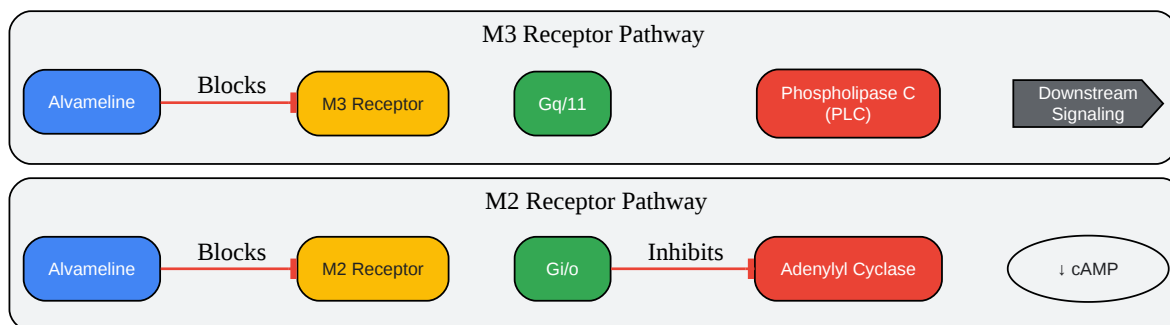 M3 Receptor Pathway
Alvameline
Blocks
M3 Receptor
Gq/11
Phospholipase C
(PLC)
Downstream
Signaling
M2 Receptor Pathway
Alvameline
Blocks
M2 Receptor
Gi/o
Inhibits
Adenylyl Cyclase
↓ cAMP